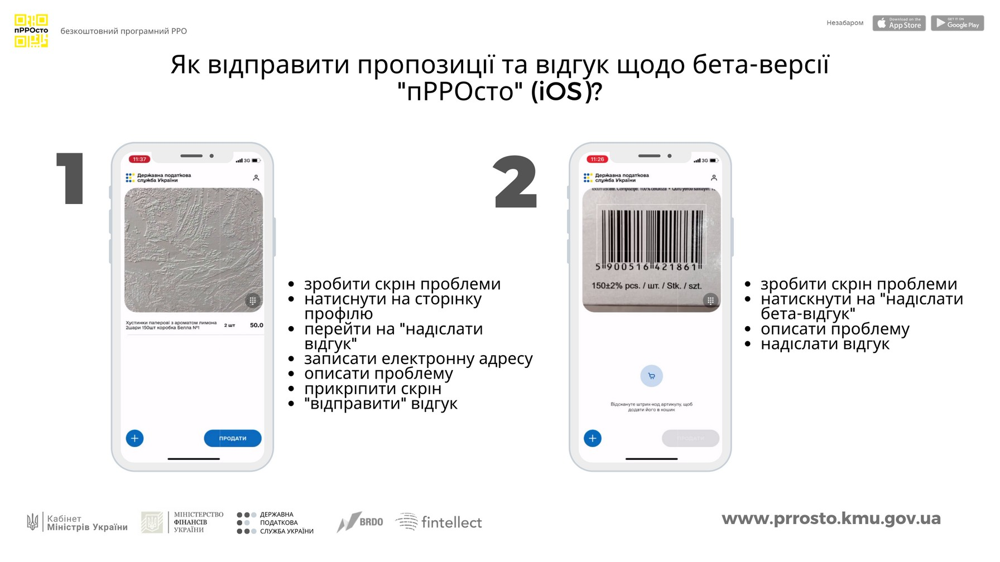 пРРОсто
безкоштовний програмний РРО
Незабаром
Download on the
App Store
GET IT ON
Google Play
Як відправити пропозиції та відгук щодо бета-версії
"пРРОсто" (iOS)?
1
11:37
3G
Державна податкова
служба України
Хустинки паперові з ароматом лимона
2шари 150шт коробка Белла №1
2 шт
50.0
ПРОДАТИ
зробити скрін проблеми
натиснути на сторінку
профілю
перейти на "надіслати
відгук"
записати електронну адресу
описати проблему
прикріпити скрін
"відправити" відгук
2
11:26
3G
Державна податкова
служба України
Compoziţie: 100% celuloză
5 900516 421861
150±2% pcs. / шт. / Stk. / szt.
Відскануте штрих-код артикулу, щоб
додати його в кошик
ПРОДАТИ
зробити скрін проблеми
натискнути на "надіслати
бета-відгук"
описати проблему
надіслати відгук
Кабінет
Міністрів України
МІНІСТЕРСТВО
ФІНАНСІВ
УКРАЇНИ
ДЕРЖАВНА
ПОДАТКОВА
СЛУЖБА УКРАЇНИ
BRDO
fintellect
www.prrosto.kmu.gov.ua